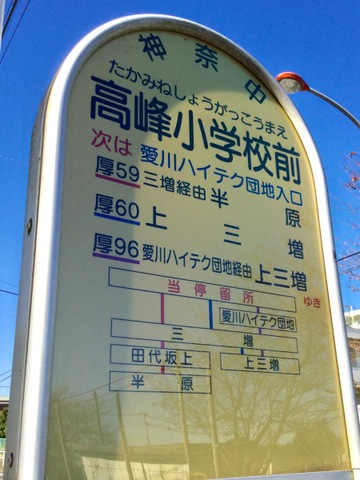 神奈中
たかみねしょうがっこうまえ
高峰小学校前
次は 愛川ハイテク団地入口
厚59 三増経由 半原
厚60 上三増
厚96 愛川ハイテク団地経由 上三増 ゆき
当停留所
愛川ハイテク団地
三増
田代坂上 上三増
半原